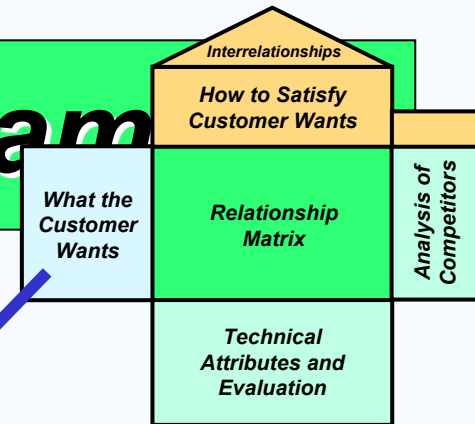 Interrelationships
How to Satisfy
Customer Wants
am
What the
Customer
Wants
Relationship
Matrix
Analysis of
Competitors
Technical
Attributes and
Evaluation